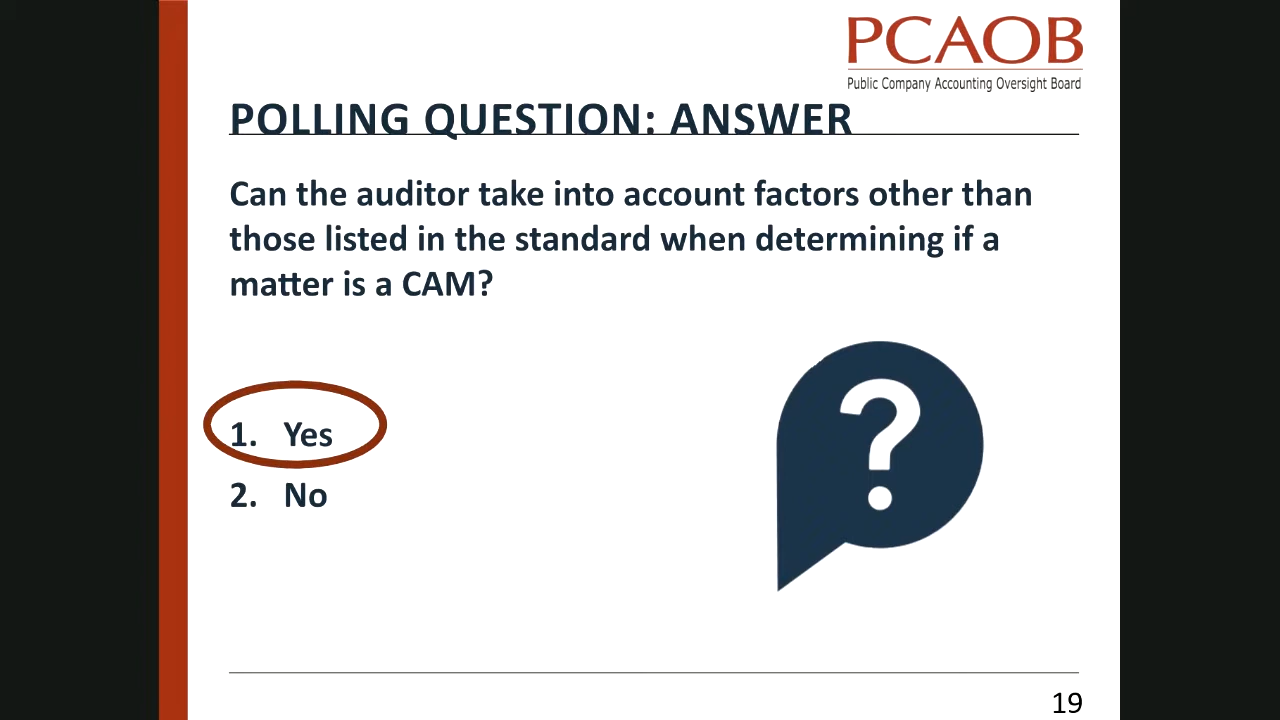 PCAOB
Public Company Accounting Oversight Board
POLLING QUESTION: ANSWER
Can the auditor take into account factors other than
those listed in the standard when determining if a
matter is a CAM?
1. Yes
2. No
?
19